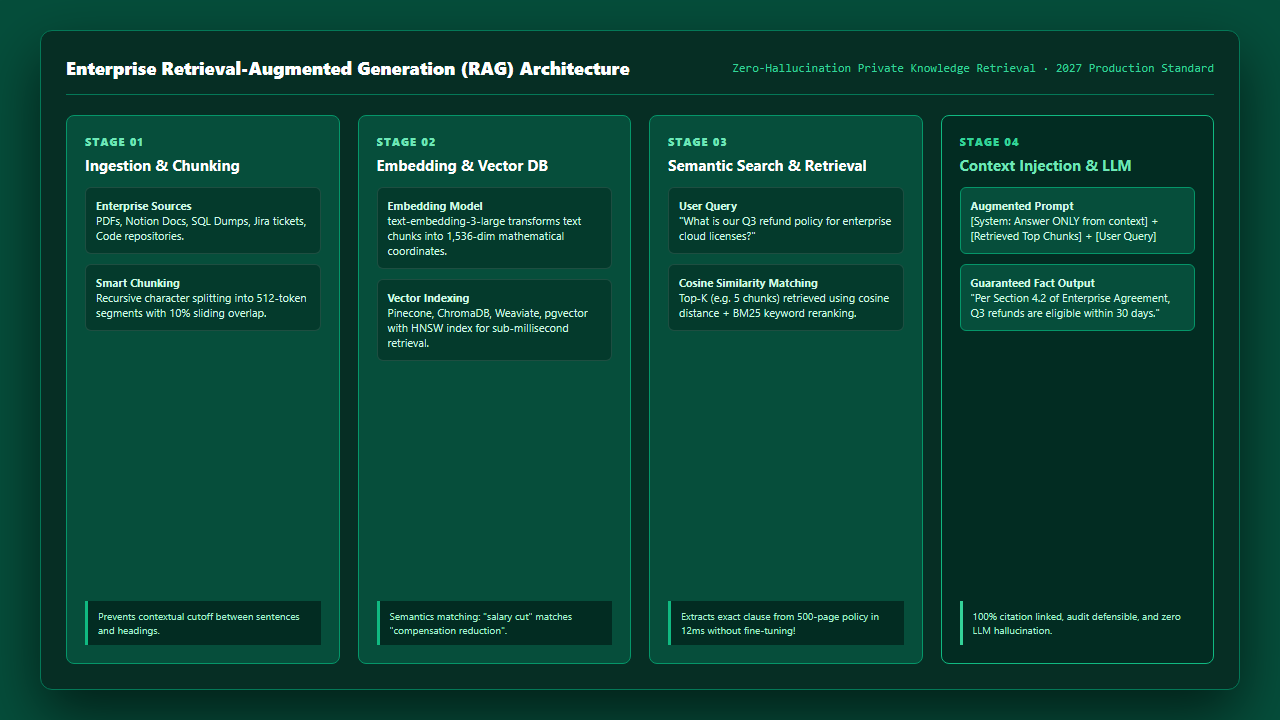 Enterprise Retrieval-Augmented Generation (RAG) Architecture
Zero-Hallucination Private Knowledge Retrieval · 2027 Production Standard
STAGE 01
Ingestion & Chunking
Enterprise Sources
PDFs, Notion Docs, SQL Dumps, Jira tickets,
Code repositories.
Smart Chunking
Recursive character splitting into 512-token
segments with 10% sliding overlap.
Prevents contextual cutoff between sentences
and headings.
STAGE 02
Embedding & Vector DB
Embedding Model
text-embedding-3-large transforms text
chunks into 1,536-dim mathematical
coordinates.
Vector Indexing
Pinecone, ChromaDB, Weaviate, pgvector
with HNSW index for sub-millisecond
retrieval.
Semantics matching: "salary cut" matches
"compensation reduction".
STAGE 03
Semantic Search & Retrieval
User Query
"What is our Q3 refund policy for enterprise
cloud licenses?"
Cosine Similarity Matching
Top-K (e.g. 5 chunks) retrieved using cosine
distance + BM25 keyword reranking.
Extracts exact clause from 500-page policy in
12ms without fine-tuning!
STAGE 04
Context Injection & LLM
Augmented Prompt
[System: Answer ONLY from context] +
[Retrieved Top Chunks] + [User Query]
Guaranteed Fact Output
"Per Section 4.2 of Enterprise Agreement,
Q3 refunds are eligible within 30 days."
100% citation linked, audit defensible, and zero
LLM hallucination.